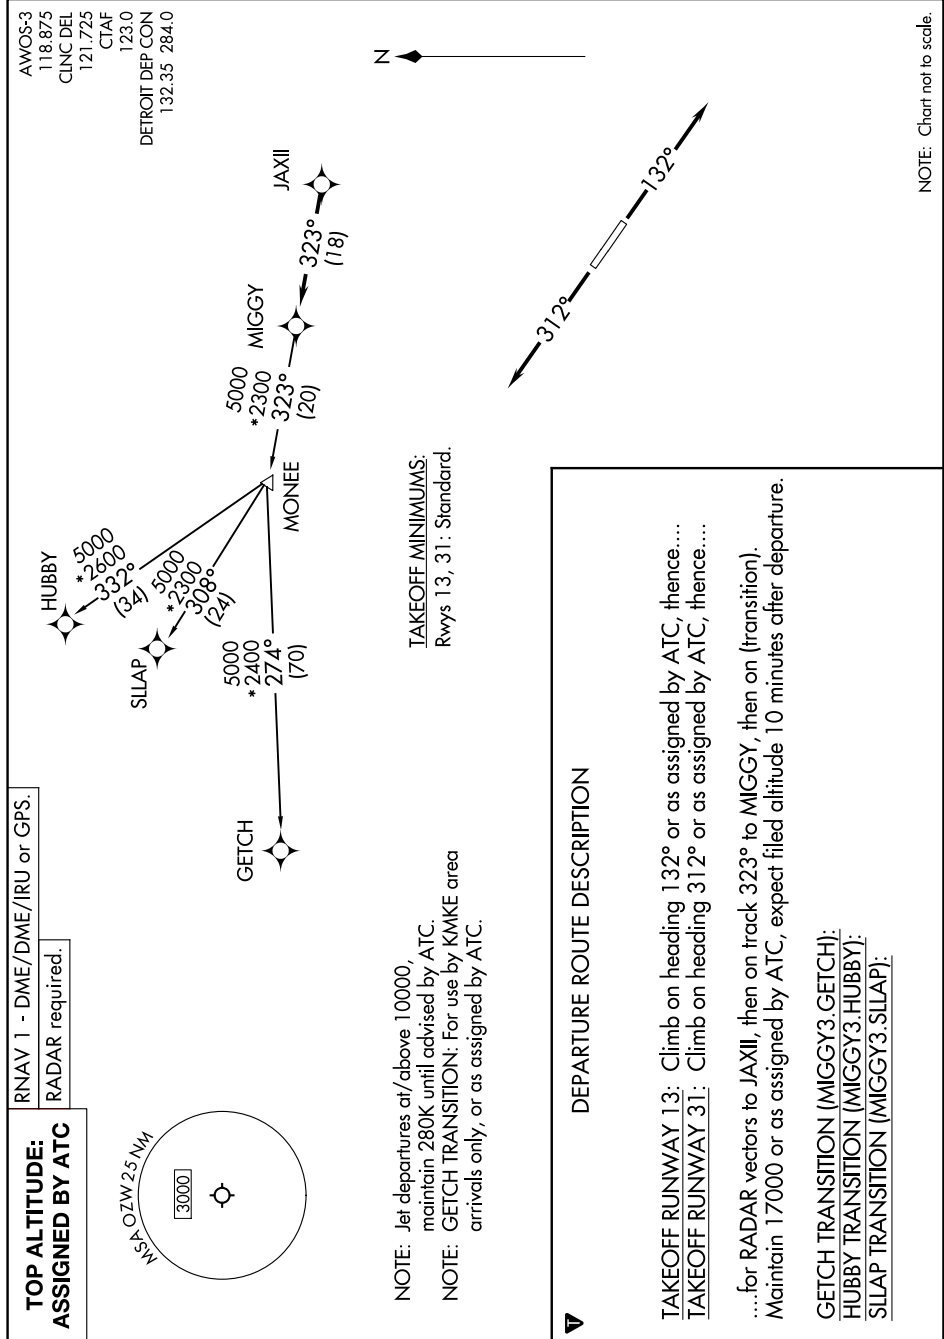 TOP ALTITUDE:
ASSIGNED BY ATC
RNAV 1 - DME/DME/IRU or GPS.
RADAR required.
AWOS-3
118.875
CLNC DEL
121.725
CTAF
123.0
DETROIT DEP CON
132.35 284.0
MSA OZW 25 NM
3000
HUBBY
5000
*2600
332°
(34)
SLLAP
5000
*2300
308°
(24)
GETCH
5000
*2400
274°
(70)
MONEE
5000
*2300
323°
(20)
MIGGY
323°
(18)
JAXII
N
NOTE: Jet departures at/above 10000,
maintain 280K until advised by ATC.
NOTE: GETCH TRANSITION: For use by KMKE area
arrivals only, or as assigned by ATC.
TAKEOFF MINIMUMS:
Rwys 13, 31: Standard.
312°
132°
T
DEPARTURE ROUTE DESCRIPTION
TAKEOFF RUNWAY 13: Climb on heading 132° or as assigned by ATC, thence....
TAKEOFF RUNWAY 31: Climb on heading 312° or as assigned by ATC, thence....
....for RADAR vectors to JAXII, then on track 323° to MIGGY, then on (transition).
Maintain 17000 or as assigned by ATC, expect filed altitude 10 minutes after departure.
GETCH TRANSITION (MIGGY3.GETCH):
HUBBY TRANSITION (MIGGY3.HUBBY):
SLLAP TRANSITION (MIGGY3.SLLAP):
NOTE: Chart not to scale.